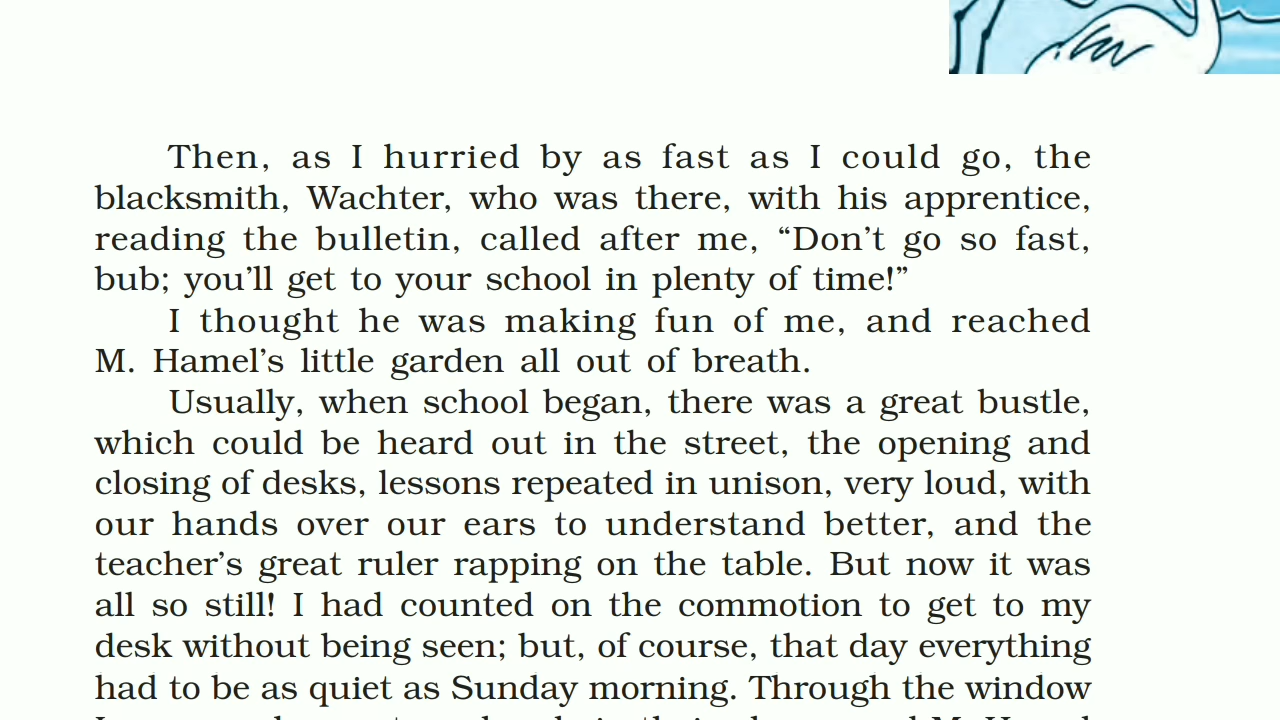 Then, as I hurried by as fast as I could go, the
blacksmith, Wachter, who was there, with his apprentice,
reading the bulletin, called after me, “Don’t go so fast,
bub; you’ll get to your school in plenty of time!”
I thought he was making fun of me, and reached
M. Hamel’s little garden all out of breath.
Usually, when school began, there was a great bustle,
which could be heard out in the street, the opening and
closing of desks, lessons repeated in unison, very loud, with
our hands over our ears to understand better, and the
teacher’s great ruler rapping on the table. But now it was
all so still! I had counted on the commotion to get to my
desk without being seen; but, of course, that day everything
had to be as quiet as Sunday morning. Through the window